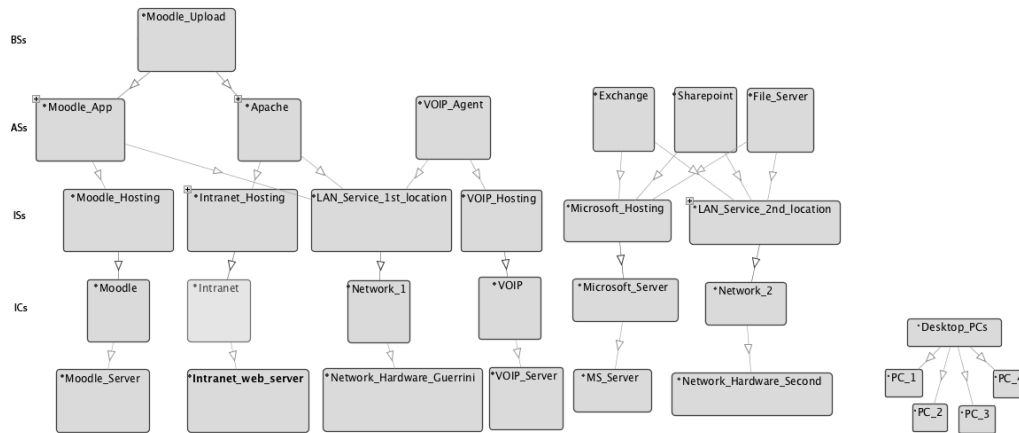 *Moodle_Upload
BSs
*Moodle_App
*Apache
*VOIP_Agent
*Exchange
*Sharepoint
*File_Server
ASs
*Moodle_Hosting
*Intranet_Hosting
*LAN_Service_1st_location
*VOIP_Hosting
*Microsoft_Hosting
*LAN_Service_2nd_location
ISs
*Moodle
*Intranet
*Network_1
*VOIP
*Microsoft_Server
*Network_2
ICs
*Desktop_PCs
*Moodle_Server
*Intranet_web_server
*Network_Hardware_Guerrini
*VOIP_Server
*MS_Server
*Network_Hardware_Second
*PC_1
*PC_2
*PC_3
*PC_4